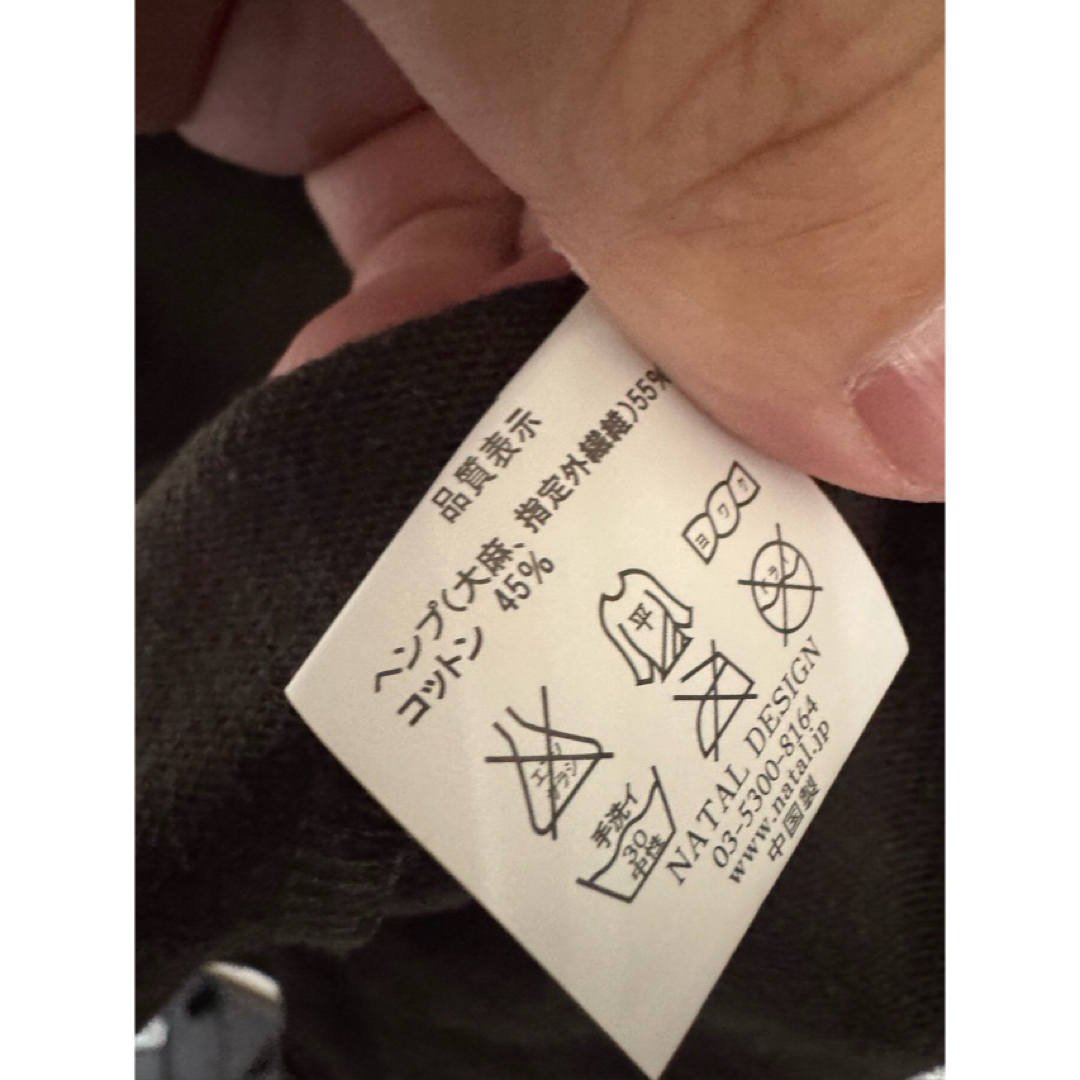 品質表示
ヘンプ(大麻、指定外繊維)55%
コットン 45%
エンソサラシ
平
ヨワク
手洗イ
30
中性
ドライ
NATAL DESIGN
03-5300-8164
www.natal.jp
中国製